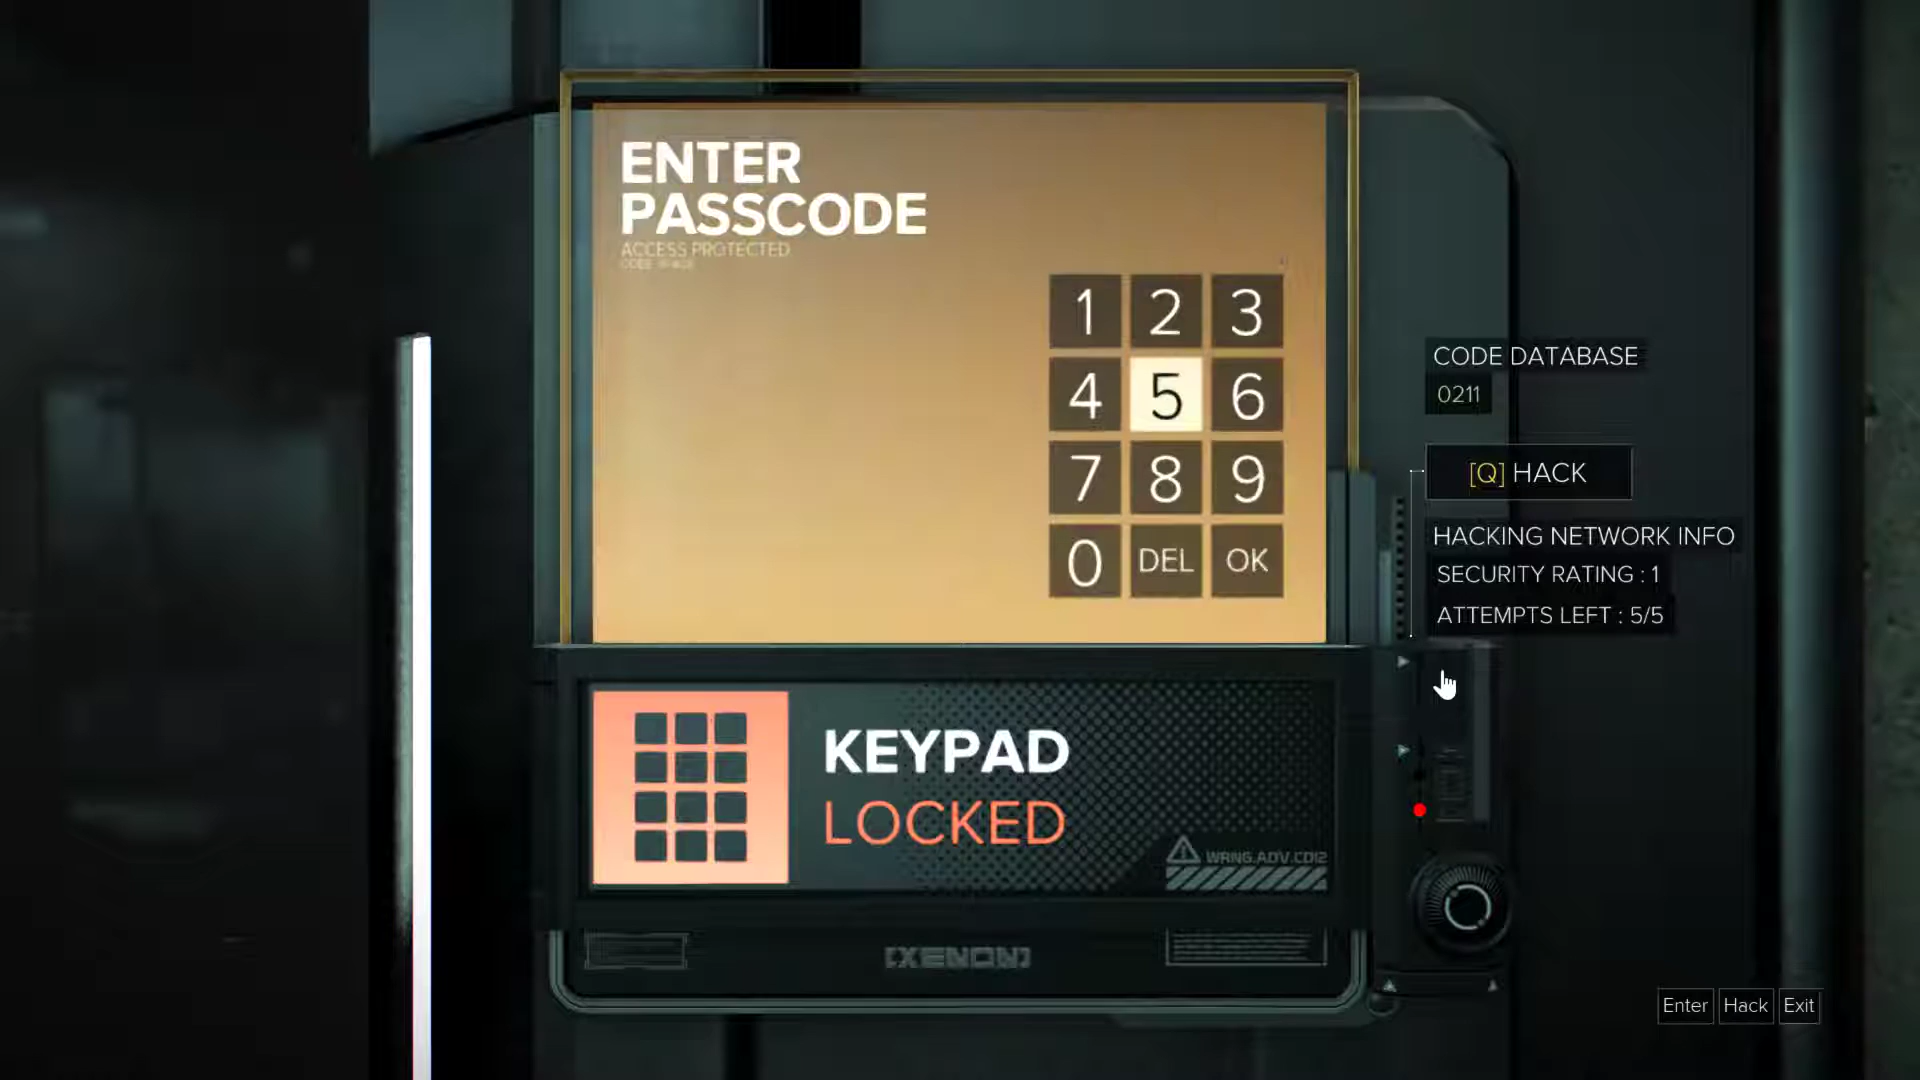 ENTER
PASSCODE
ACCESS PROTECTED
1 2 3
4 5 6
7 8 9
0 DEL OK
CODE DATABASE
0211
[Q] HACK
HACKING NETWORK INFO
SECURITY RATING : 1
ATTEMPTS LEFT : 5/5
KEYPAD
LOCKED
WRNG.ADV.CD12
[XENON]
Enter Hack Exit